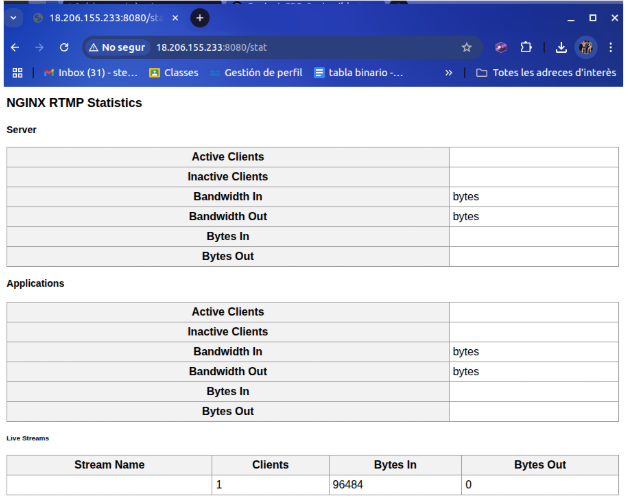 18.206.155.233:8080/sta
No segur 18.206.155.233:8080/stat
Inbox (31) - ste... Classes Gestión de perfil tabla binario -... » Totes les adreces d'interès
NGINX RTMP Statistics
Server
Active Clients
Inactive Clients
Bandwidth In bytes
Bandwidth Out bytes
Bytes In
Bytes Out
Applications
Active Clients
Inactive Clients
Bandwidth In bytes
Bandwidth Out bytes
Bytes In
Bytes Out
Live Streams
Stream Name Clients Bytes In Bytes Out
1 96484 0